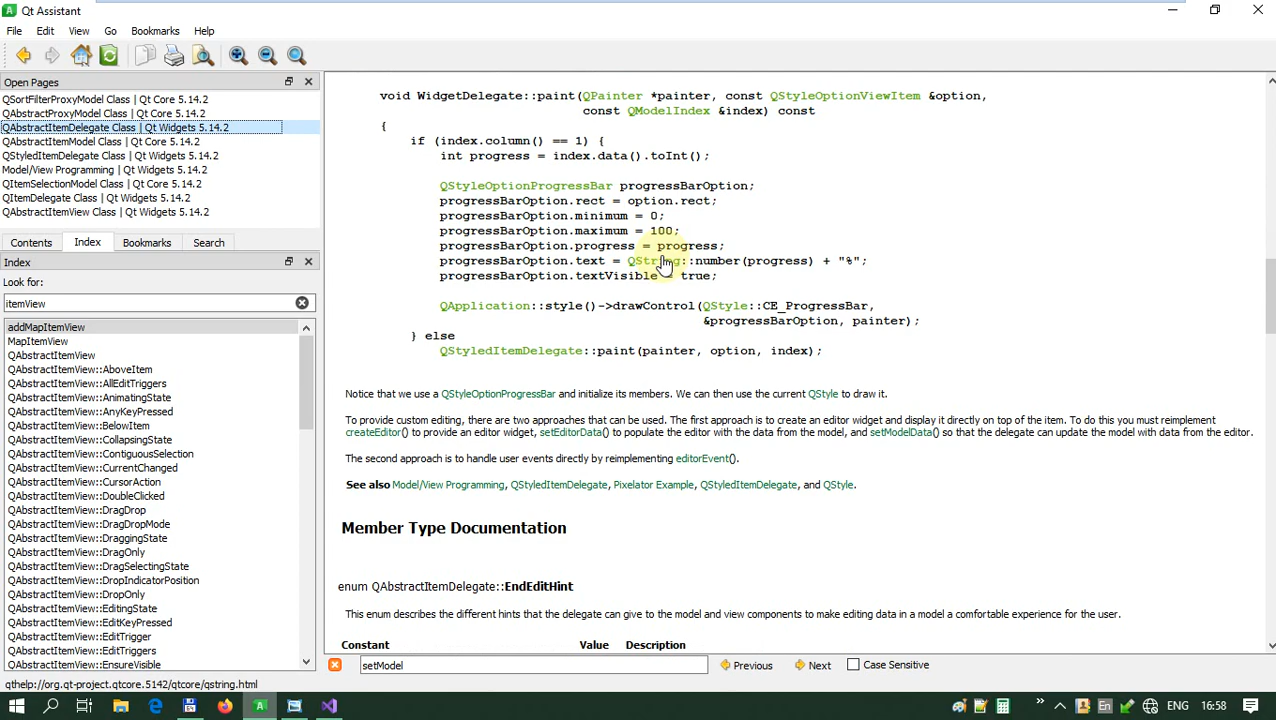 Qt Assistant
File Edit View Go Bookmarks Help
Open Pages
QSortFilterProxyModel Class | Qt Core 5.14.2
QAbstractProxyModel Class | Qt Core 5.14.2
QAbstractItemDelegate Class | Qt Widgets 5.14.2
QAbstractItemModel Class | Qt Core 5.14.2
QStyledItemDelegate Class | Qt Widgets 5.14.2
Model/View Programming | Qt Widgets 5.14.2
QItemSelectionModel Class | Qt Core 5.14.2
QItemDelegate Class | Qt Widgets 5.14.2
QAbstractItemView Class | Qt Widgets 5.14.2
Contents Index Bookmarks Search
Index
Look for:
itemView
addMapItemView
MapItemView
QAbstractItemView
QAbstractItemView::AboveItem
QAbstractItemView::AllEditTriggers
QAbstractItemView::AnimatingState
QAbstractItemView::AnyKeyPressed
QAbstractItemView::BelowItem
QAbstractItemView::CollapsingState
QAbstractItemView::ContiguousSelection
QAbstractItemView::CurrentChanged
QAbstractItemView::CursorAction
QAbstractItemView::DoubleClicked
QAbstractItemView::DragDrop
QAbstractItemView::DragDropMode
QAbstractItemView::DraggingState
QAbstractItemView::DragOnly
QAbstractItemView::DragSelectingState
QAbstractItemView::DropIndicatorPosition
QAbstractItemView::DropOnly
QAbstractItemView::EditingState
QAbstractItemView::EditKeyPressed
QAbstractItemView::EditTrigger
QAbstractItemView::EditTriggers
QAbstractItemView::EnsureVisible
void WidgetDelegate::paint(QPainter *painter, const QStyleOptionViewItem &option,
const QModelIndex &index) const
{
if (index.column() == 1) {
int progress = index.data().toInt();
QStyleOptionProgressBar progressBarOption;
progressBarOption.rect = option.rect;
progressBarOption.minimum = 0;
progressBarOption.maximum = 100;
progressBarOption.progress = progress;
progressBarOption.text = QString::number(progress) + "%";
progressBarOption.textVisible = true;
QApplication::style()->drawControl(QStyle::CE_ProgressBar,
&progressBarOption, painter);
} else
QStyledItemDelegate::paint(painter, option, index);
Notice that we use a QStyleOptionProgressBar and initialize its members. We can then use the current QStyle to draw it.
To provide custom editing, there are two approaches that can be used. The first approach is to create an editor widget and display it directly on top of the item. To do this you must reimplement
createEditor() to provide an editor widget, setEditorData() to populate the editor with the data from the model, and setModelData() so that the delegate can update the model with data from the editor.
The second approach is to handle user events directly by reimplementing editorEvent().
See also Model/View Programming, QStyledItemDelegate, Pixelator Example, QStyledItemDelegate, and QStyle.
Member Type Documentation
enum QAbstractItemDelegate::EndEditHint
This enum describes the different hints that the delegate can give to the model and view components to make editing data in a model a comfortable experience for the user.
Constant Value Description
setModel Previous Next Case Sensitive
qthelp://org.qt-project.qtcore.5142/qtcore/qstring.html
En ENG 16:58